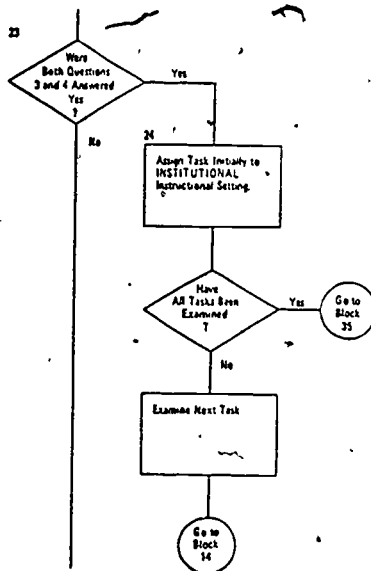 23
Were
Both Questions
3 and 4 Answered
Yes
?
Yes
No
24
Assign Task Initially to
INSTITUTIONAL
Instructional Setting.
Have
All Tasks Been
Examined
?
Yes
Go to
Block
35
No
Examine Next Task
Go to
Block
14